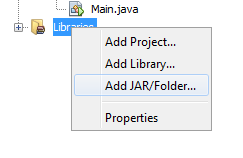 Main.java
Libraries
Add Project...
Add Library...
Add JAR/Folder...
Properties